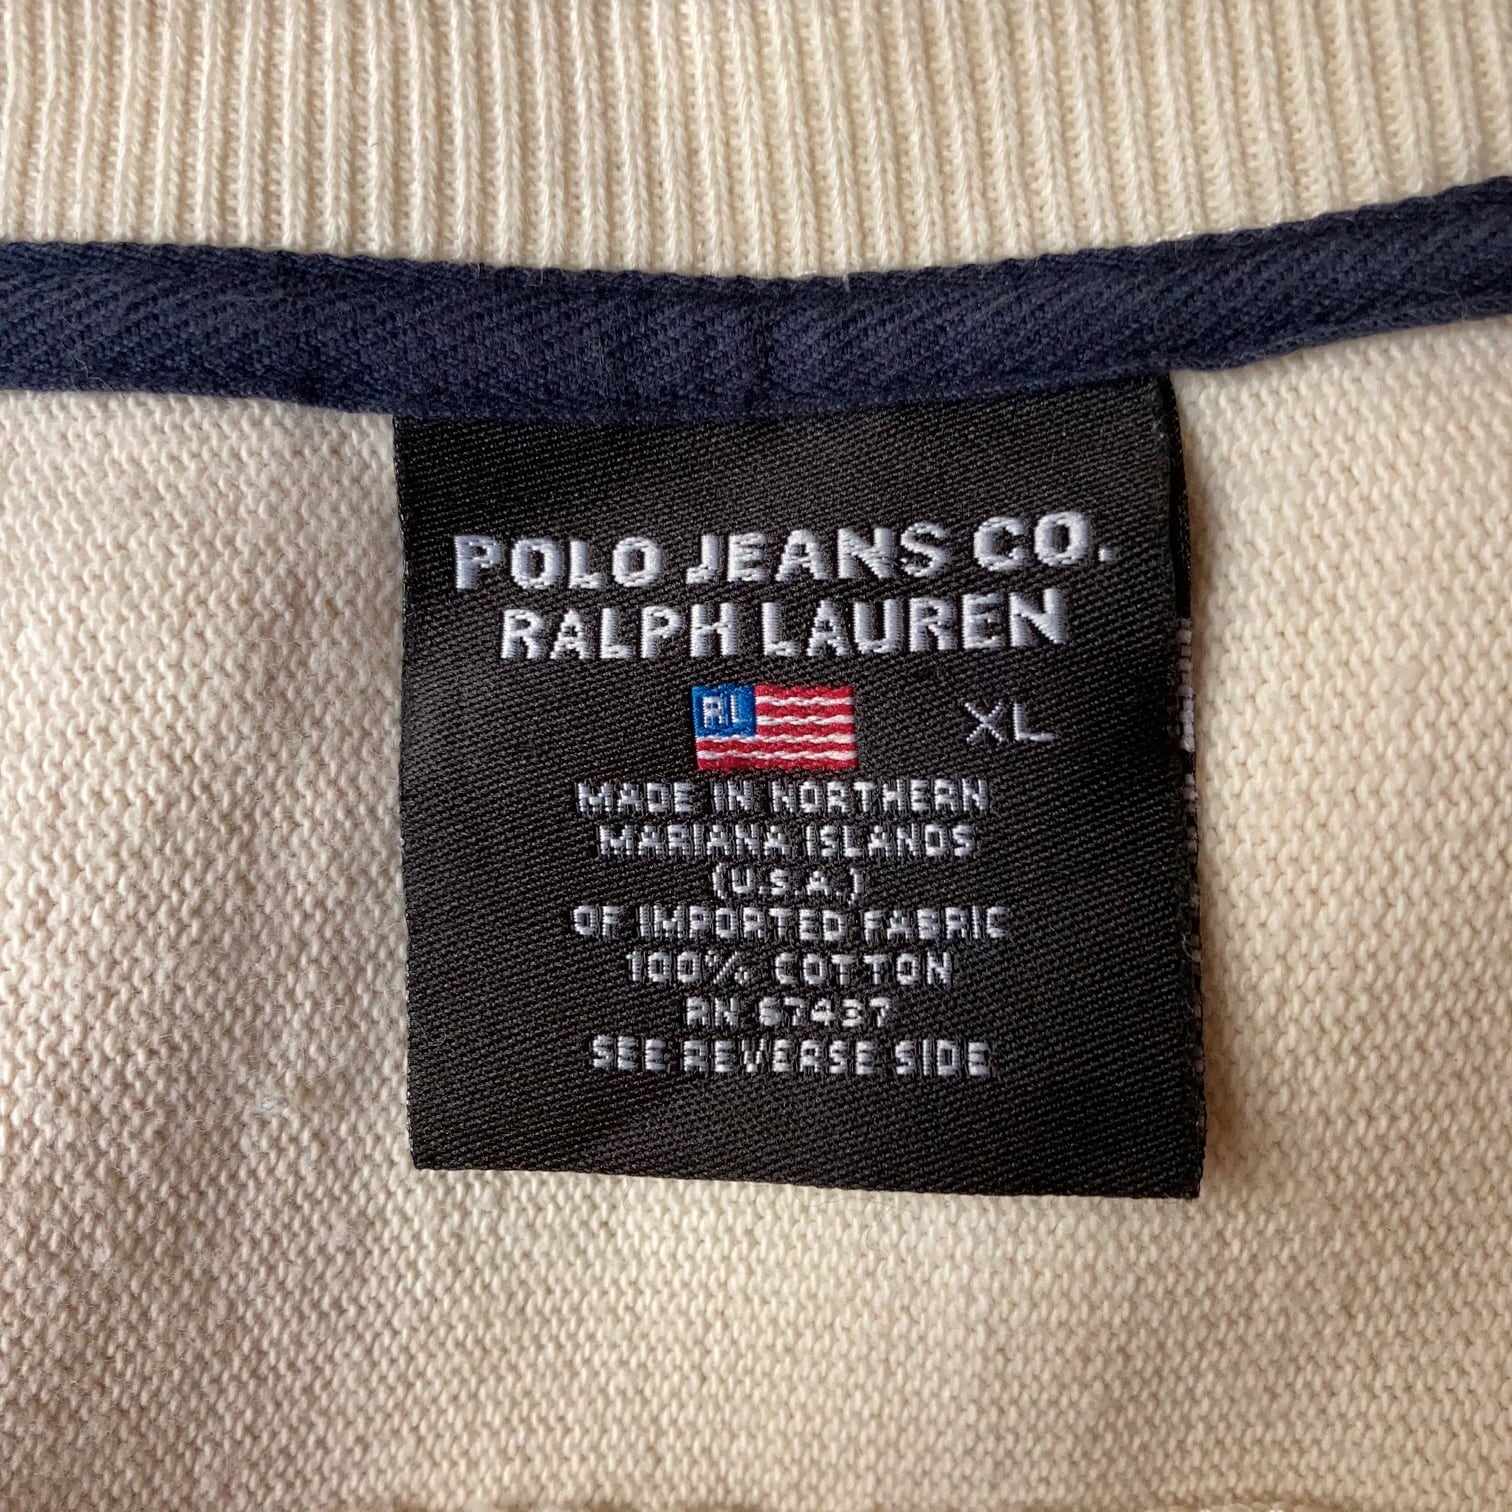 POLO JEANS CO.
RALPH LAUREN
RL
XL
MADE IN NORTHERN
MARIANA ISLANDS
(U.S.A.)
OF IMPORTED FABRIC
100% COTTON
RN 67437
SEE REVERSE SIDE